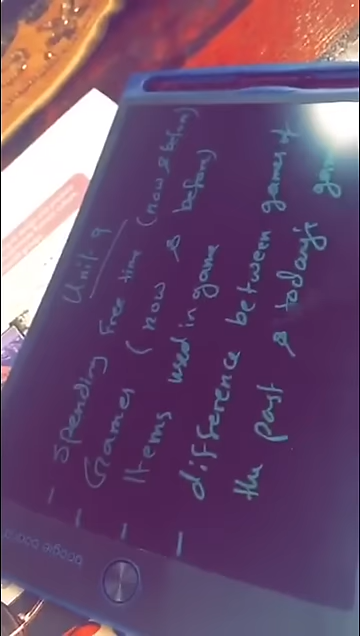 Unit 9
- Spending Free time (now & before)
- Games (now & before)
- Items used in game
- difference between games of
the past & today's game